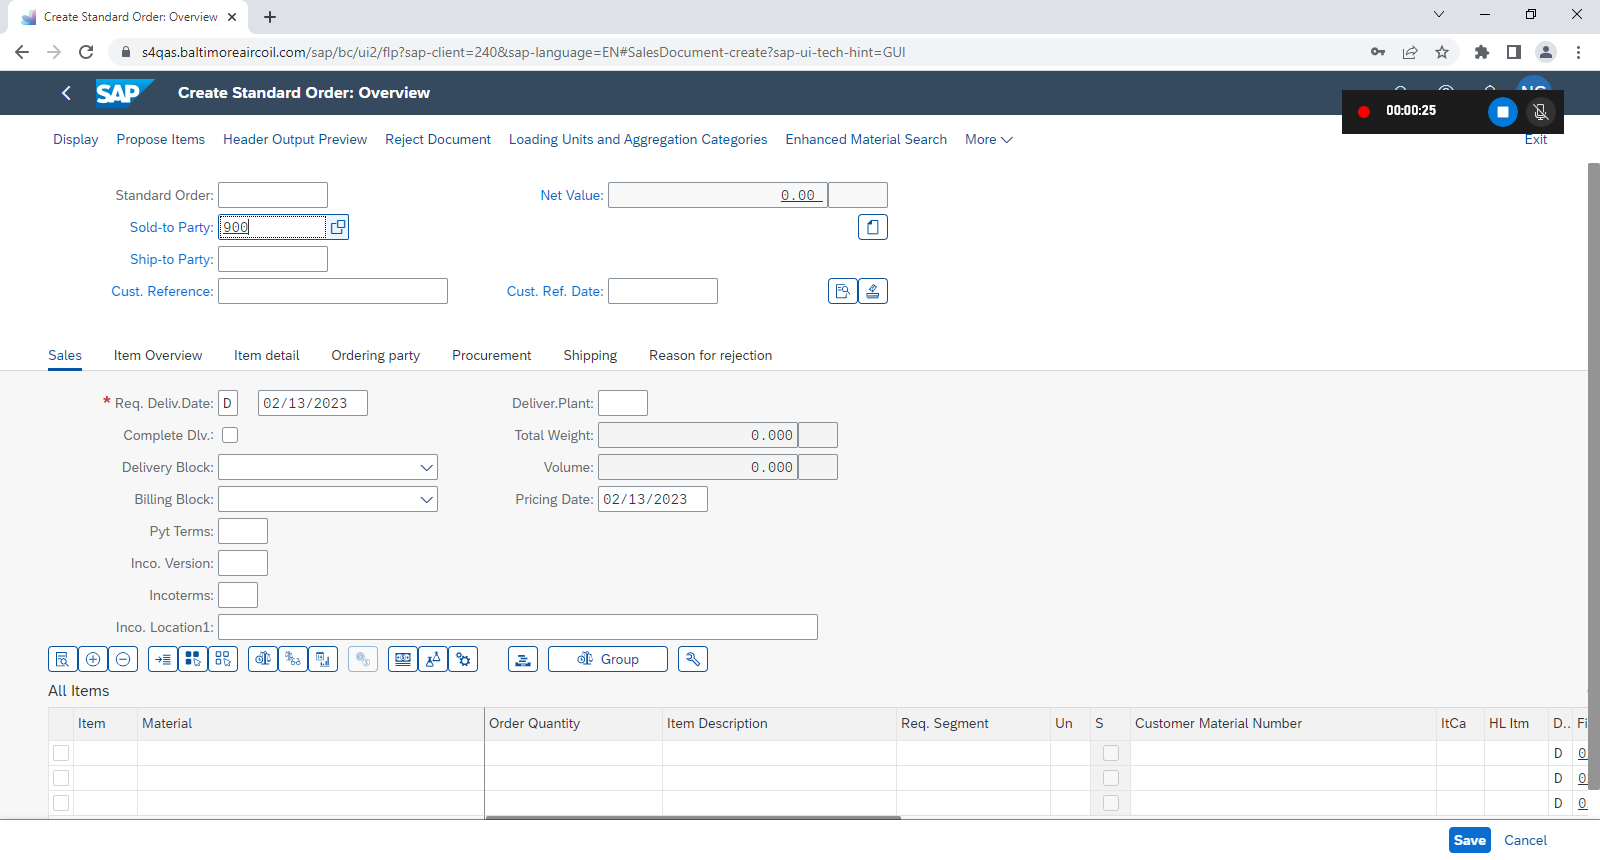 Create Standard Order: Overview
s4qas.baltimoreaircoil.com/sap/bc/ui2/flp?sap-client=240&sap-language=EN#SalesDocument-create?sap-ui-tech-hint=GUI
SAP Create Standard Order: Overview
00:00:25
Display Propose Items Header Output Preview Reject Document Loading Units and Aggregation Categories Enhanced Material Search More Exit
Standard Order: Net Value: 0.00
Sold-to Party: 900
Ship-to Party:
Cust. Reference: Cust. Ref. Date:
Sales Item Overview Item detail Ordering party Procurement Shipping Reason for rejection
* Req. Deliv.Date: D 02/13/2023 Deliver.Plant:
Complete Dlv.: Total Weight: 0.000
Delivery Block: Volume: 0.000
Billing Block: Pricing Date: 02/13/2023
Pyt Terms:
Inco. Version:
Incoterms:
Inco. Location1:
Group
All Items
Item Material Order Quantity Item Description Req. Segment Un S Customer Material Number ItCa HL Itm D.. Fi
D 0
D 0
D 0
Save Cancel